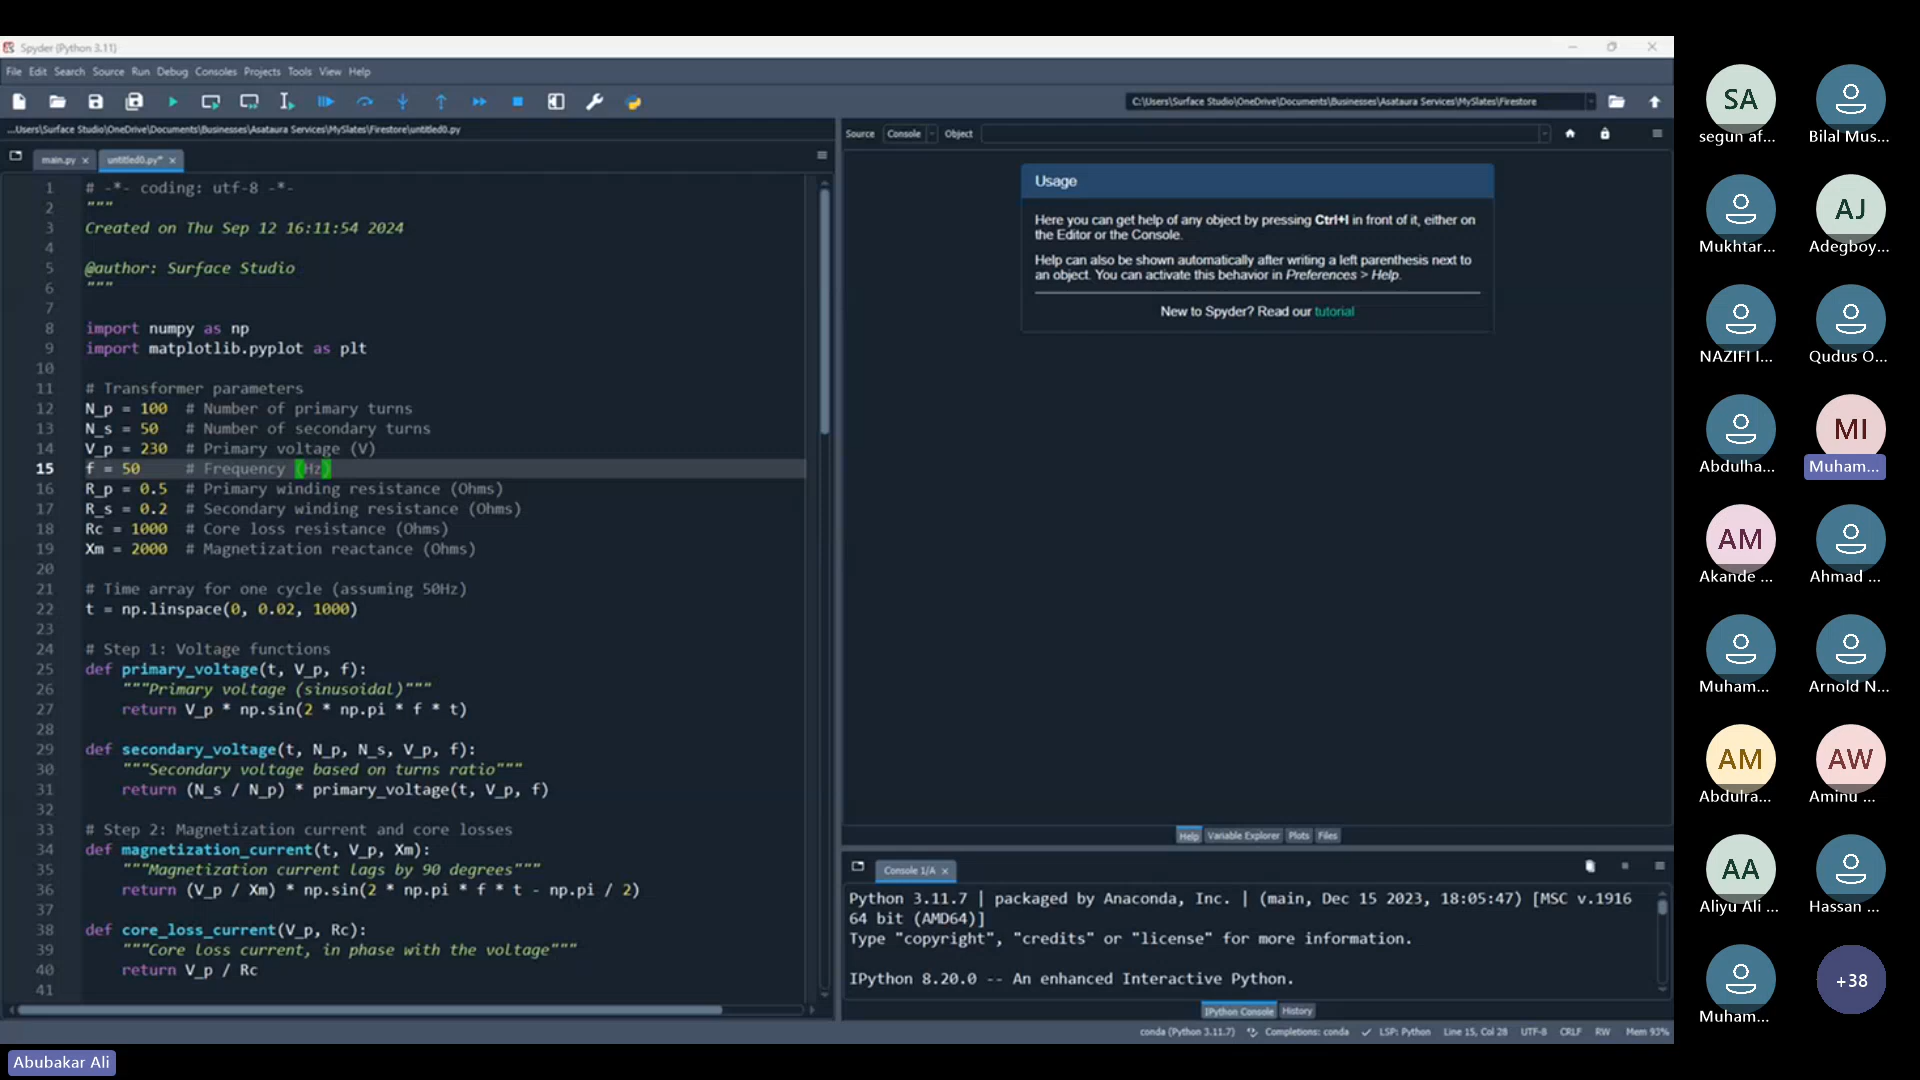 Spyder (Python 3.11)
File Edit Search Source Run Debug Consoles Projects Tools View Help
C:\Users\Surface Studio\OneDrive\Documents\Businesses\Asataura Services\MySlates\Firestore
...Users\Surface Studio\OneDrive\Documents\Businesses\Asataura Services\MySlates\Firestore\untitled0.py
main.py
untitled0.py*
1 # -*- coding: utf-8 -*-
2 """
3 Created on Thu Sep 12 16:11:54 2024
4
5 @author: Surface Studio
6 """
7
8 import numpy as np
9 import matplotlib.pyplot as plt
10
11 # Transformer parameters
12 N_p = 100 # Number of primary turns
13 N_s = 50 # Number of secondary turns
14 V_p = 230 # Primary voltage (V)
15 f = 50 # Frequency (Hz)
16 R_p = 0.5 # Primary winding resistance (Ohms)
17 R_s = 0.2 # Secondary winding resistance (Ohms)
18 Rc = 1000 # Core loss resistance (Ohms)
19 Xm = 2000 # Magnetization reactance (Ohms)
20
21 # Time array for one cycle (assuming 50Hz)
22 t = np.linspace(0, 0.02, 1000)
23
24 # Step 1: Voltage functions
25 def primary_voltage(t, V_p, f):
26 """Primary voltage (sinusoidal)"""
27 return V_p * np.sin(2 * np.pi * f * t)
28
29 def secondary_voltage(t, N_p, N_s, V_p, f):
30 """Secondary voltage based on turns ratio"""
31 return (N_s / N_p) * primary_voltage(t, V_p, f)
32
33 # Step 2: Magnetization current and core losses
34 def magnetization_current(t, V_p, Xm):
35 """Magnetization current lags by 90 degrees"""
36 return (V_p / Xm) * np.sin(2 * np.pi * f * t - np.pi / 2)
37
38 def core_loss_current(V_p, Rc):
39 """Core loss current, in phase with the voltage"""
40 return V_p / Rc
41
Source Console Object
Usage
Here you can get help of any object by pressing Ctrl+I in front of it, either on
the Editor or the Console.
Help can also be shown automatically after writing a left parenthesis next to
an object. You can activate this behavior in Preferences > Help.
New to Spyder? Read our tutorial
Help Variable Explorer Plots Files
Console 1/A
Python 3.11.7 | packaged by Anaconda, Inc. | (main, Dec 15 2023, 18:05:47) [MSC v.1916
64 bit (AMD64)]
Type "copyright", "credits" or "license" for more information.
IPython 8.20.0 -- An enhanced Interactive Python.
IPython Console History
conda (Python 3.11.7) Completions: conda LSP: Python Line 15, Col 28 UTF-8 CRLF RW Mem 93%
SA
segun af...
Bilal Mus...
Mukhtar...
AJ
Adegboy...
NAZIFI I...
Qudus O...
Abdulha...
MI
Muham...
AM
Akande ...
Ahmad ...
Muham...
Arnold N...
AM
Abdulra...
AW
Aminu ...
AA
Aliyu Ali ...
Hassan ...
Muham...
+38
Abubakar Ali